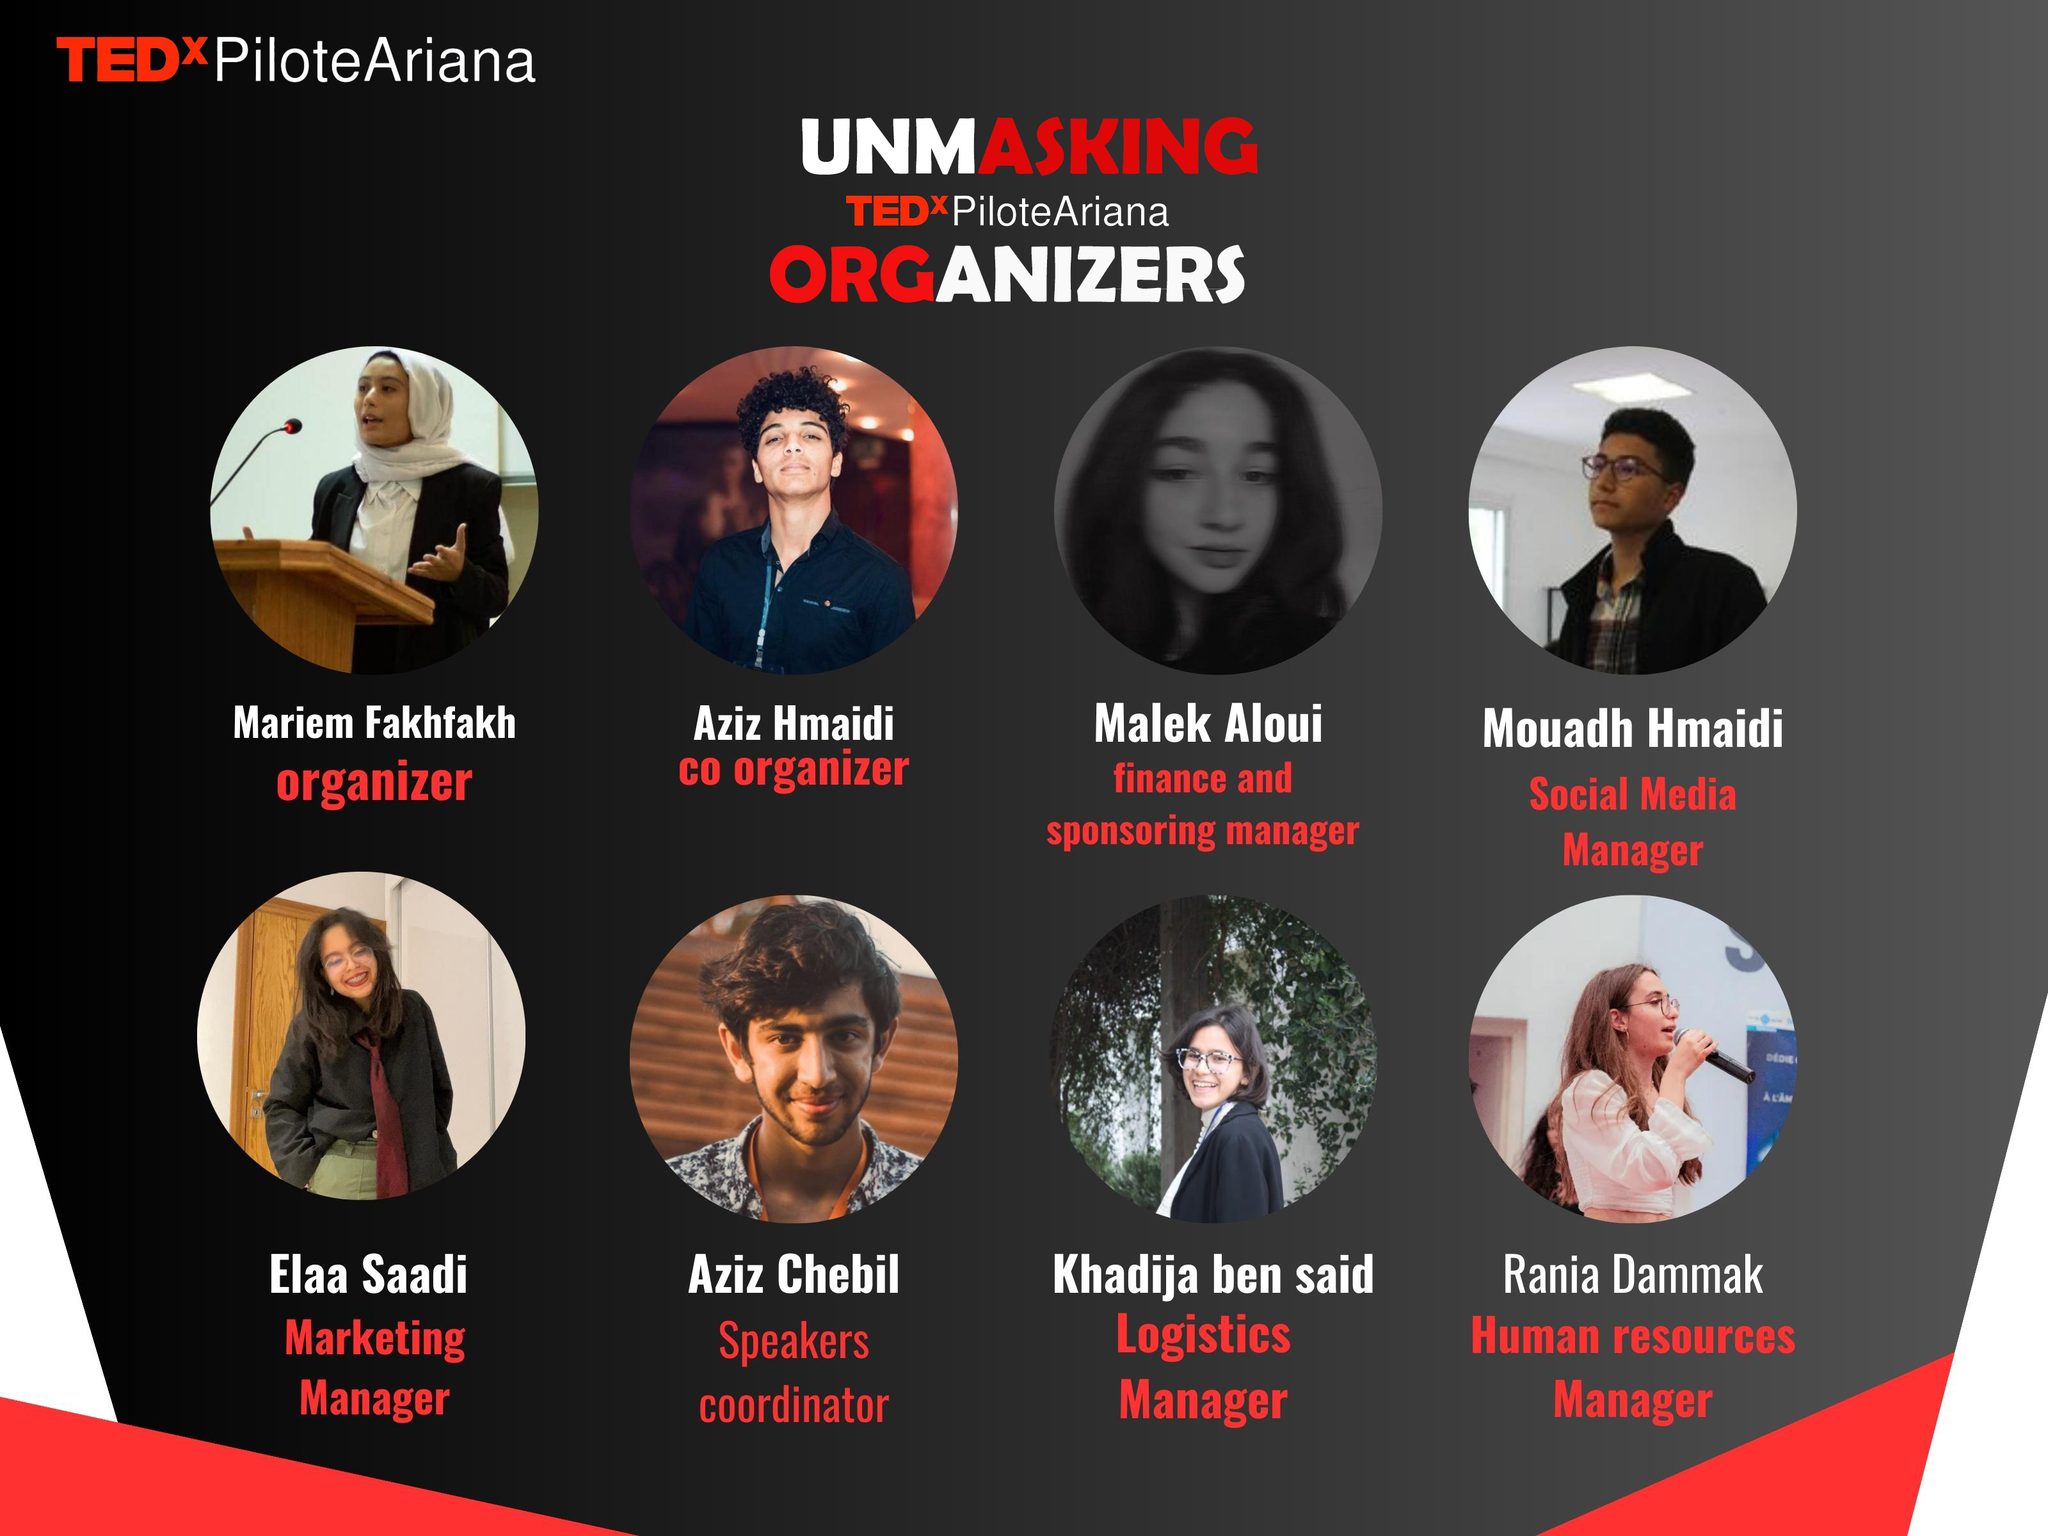 TEDxPiloteAriana
UNMASKING
TEDxPiloteAriana
ORGANIZERS
Mariem Fakhfakh
organizer
Aziz Hmaidi
co organizer
Malek Aloui
finance and
sponsoring manager
Mouadh Hmaidi
Social Media
Manager
Elaa Saadi
Marketing
Manager
Aziz Chebil
Speakers
coordinator
Khadija ben said
Logistics
Manager
S
DÉDIE
À L'ÂM
Rania Dammak
Human resources
Manager